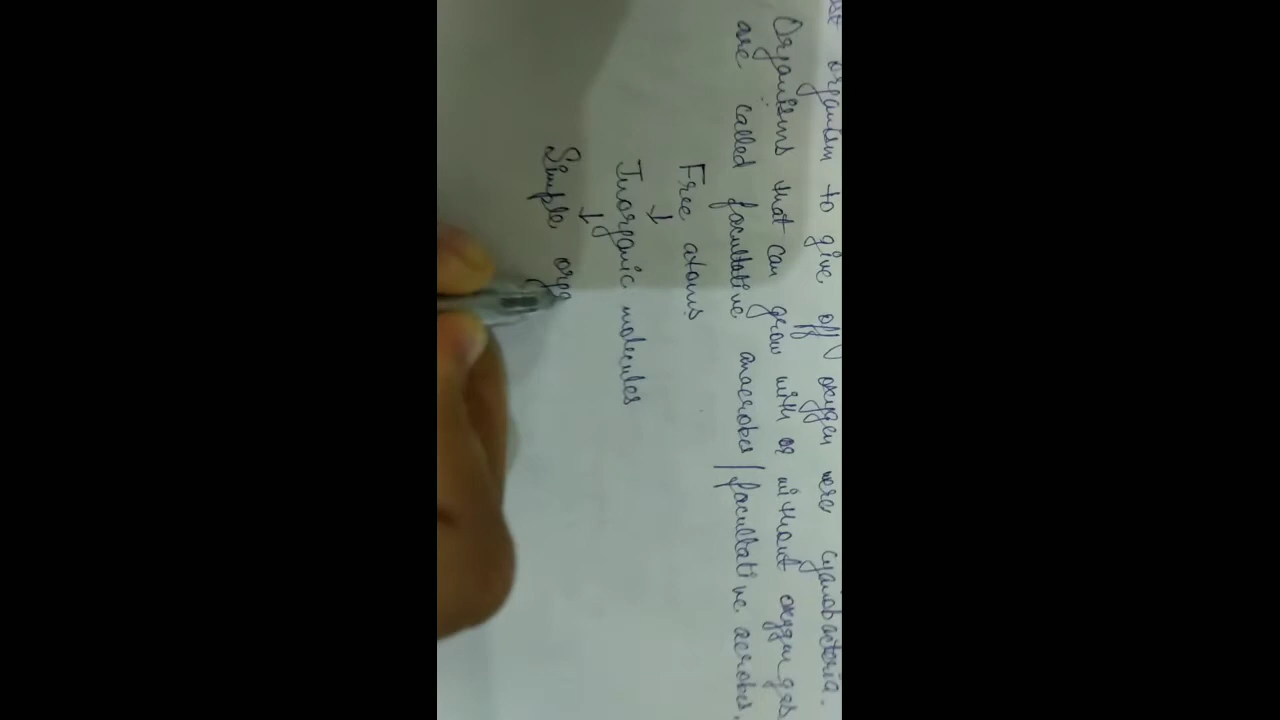 organism to give off oxygen were cyanobacteria.
Organisms that can grow with or without oxygen gas
are called facultative anaerobes/facultative aerobes.
Free atoms
↓
Inorganic molecules
↓
Simple orga